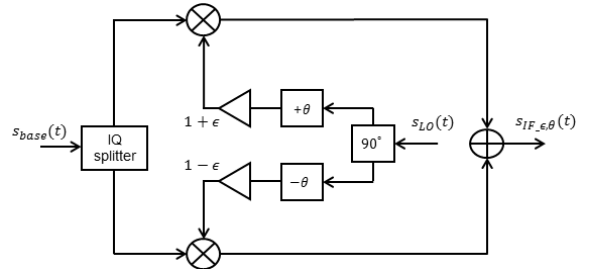 s_base(t)
IQ
splitter
1 + ϵ
+θ
1 − ϵ
−θ
90°
s_LO(t)
s_IF_ϵ,θ(t)